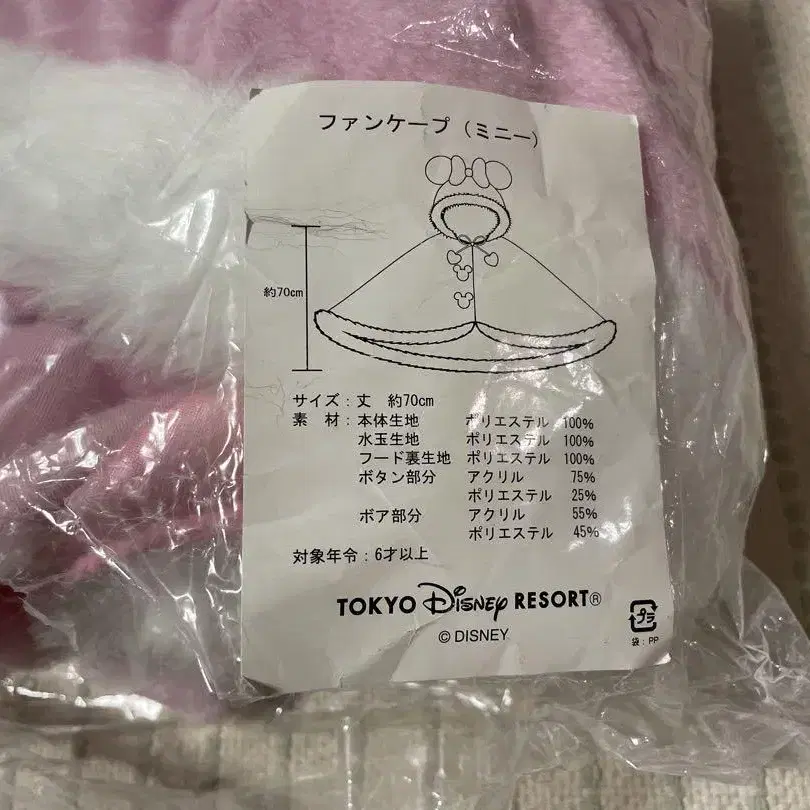 ファンケープ（ミニー）
約70cm
サイズ：丈　約70cm
素　材：本体生地　ポリエステル　100%
水玉生地　ポリエステル　100%
フード裏生地　ポリエステル　100%
ボタン部分　アクリル　75%
ポリエステル　25%
ボア部分　アクリル　55%
ポリエステル　45%
対象年令：6才以上
TOKYO Disney RESORT®
© DISNEY
プラ
袋：PP